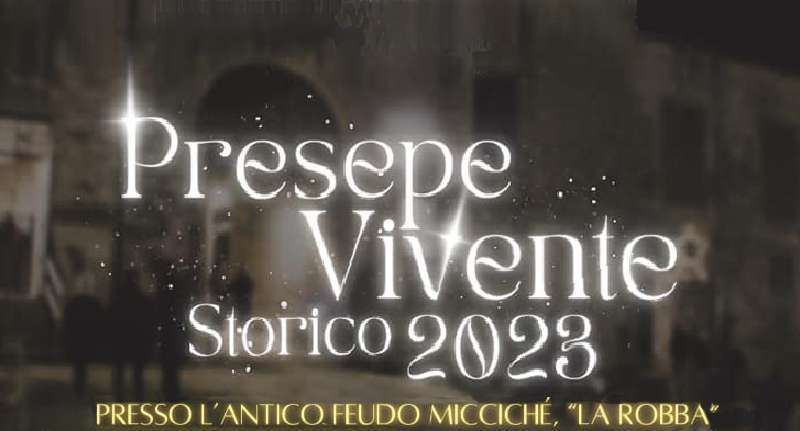 Presepe
Vivente
Storico 2023
PRESSO L'ANTICO FEUDO MICCICHÉ, "LA ROBBA"